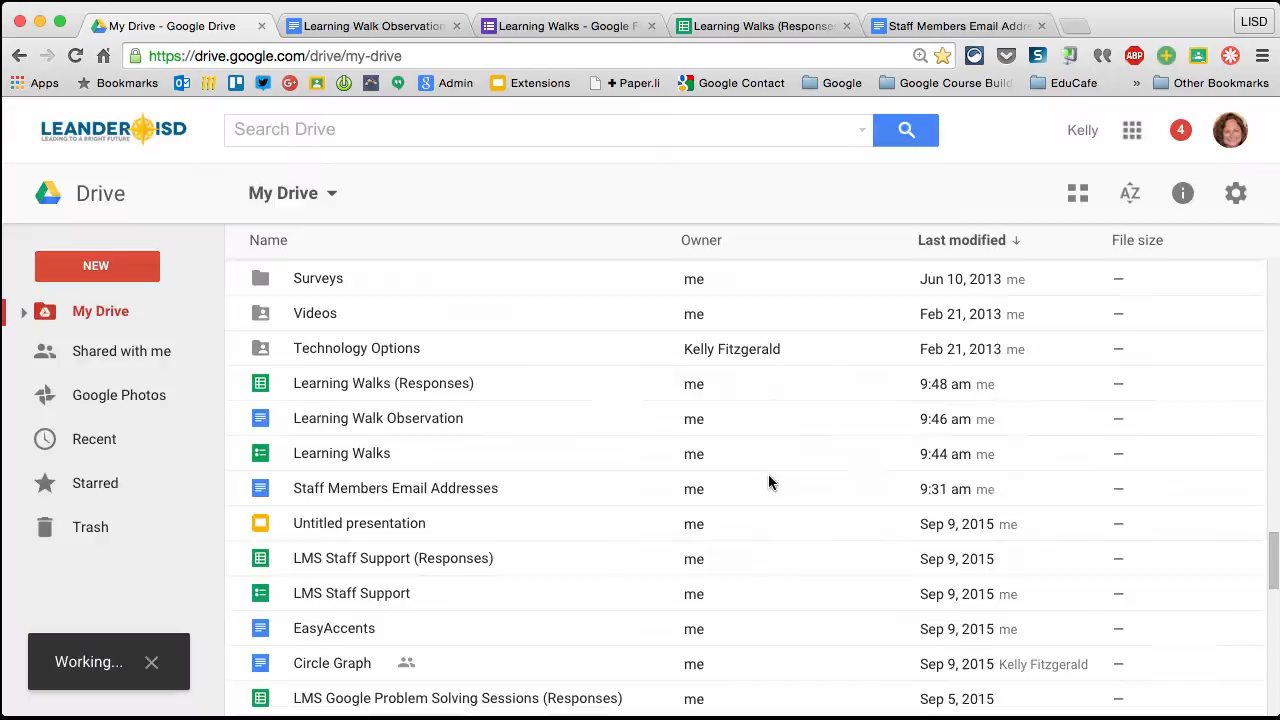 My Drive - Google Drive
Learning Walk Observation
Learning Walks - Google F
Learning Walks (Response
Staff Members Email Addre
LISD
https://drive.google.com/drive/my-drive
ABP
Apps
Bookmarks
Admin
Extensions
+ Paper.li
Google Contact
Google
Google Course Build
EduCafe
»
Other Bookmarks
LEANDER ISD
LEADING TO A BRIGHT FUTURE
Search Drive
Kelly
4
Drive
My Drive
AZ
Name Owner Last modified File size
NEW
My Drive
Shared with me
Google Photos
Recent
Starred
Trash
Surveys me Jun 10, 2013 me –
Videos me Feb 21, 2013 me –
Technology Options Kelly Fitzgerald Feb 21, 2013 me –
Learning Walks (Responses) me 9:48 am me –
Learning Walk Observation me 9:46 am me –
Learning Walks me 9:44 am me –
Staff Members Email Addresses me 9:31 am me –
Untitled presentation me Sep 9, 2015 me –
LMS Staff Support (Responses) me Sep 9, 2015 –
LMS Staff Support me Sep 9, 2015 me –
EasyAccents me Sep 9, 2015 me –
Circle Graph me Sep 9, 2015 Kelly Fitzgerald –
LMS Google Problem Solving Sessions (Responses) me Sep 5, 2015 –
Working...